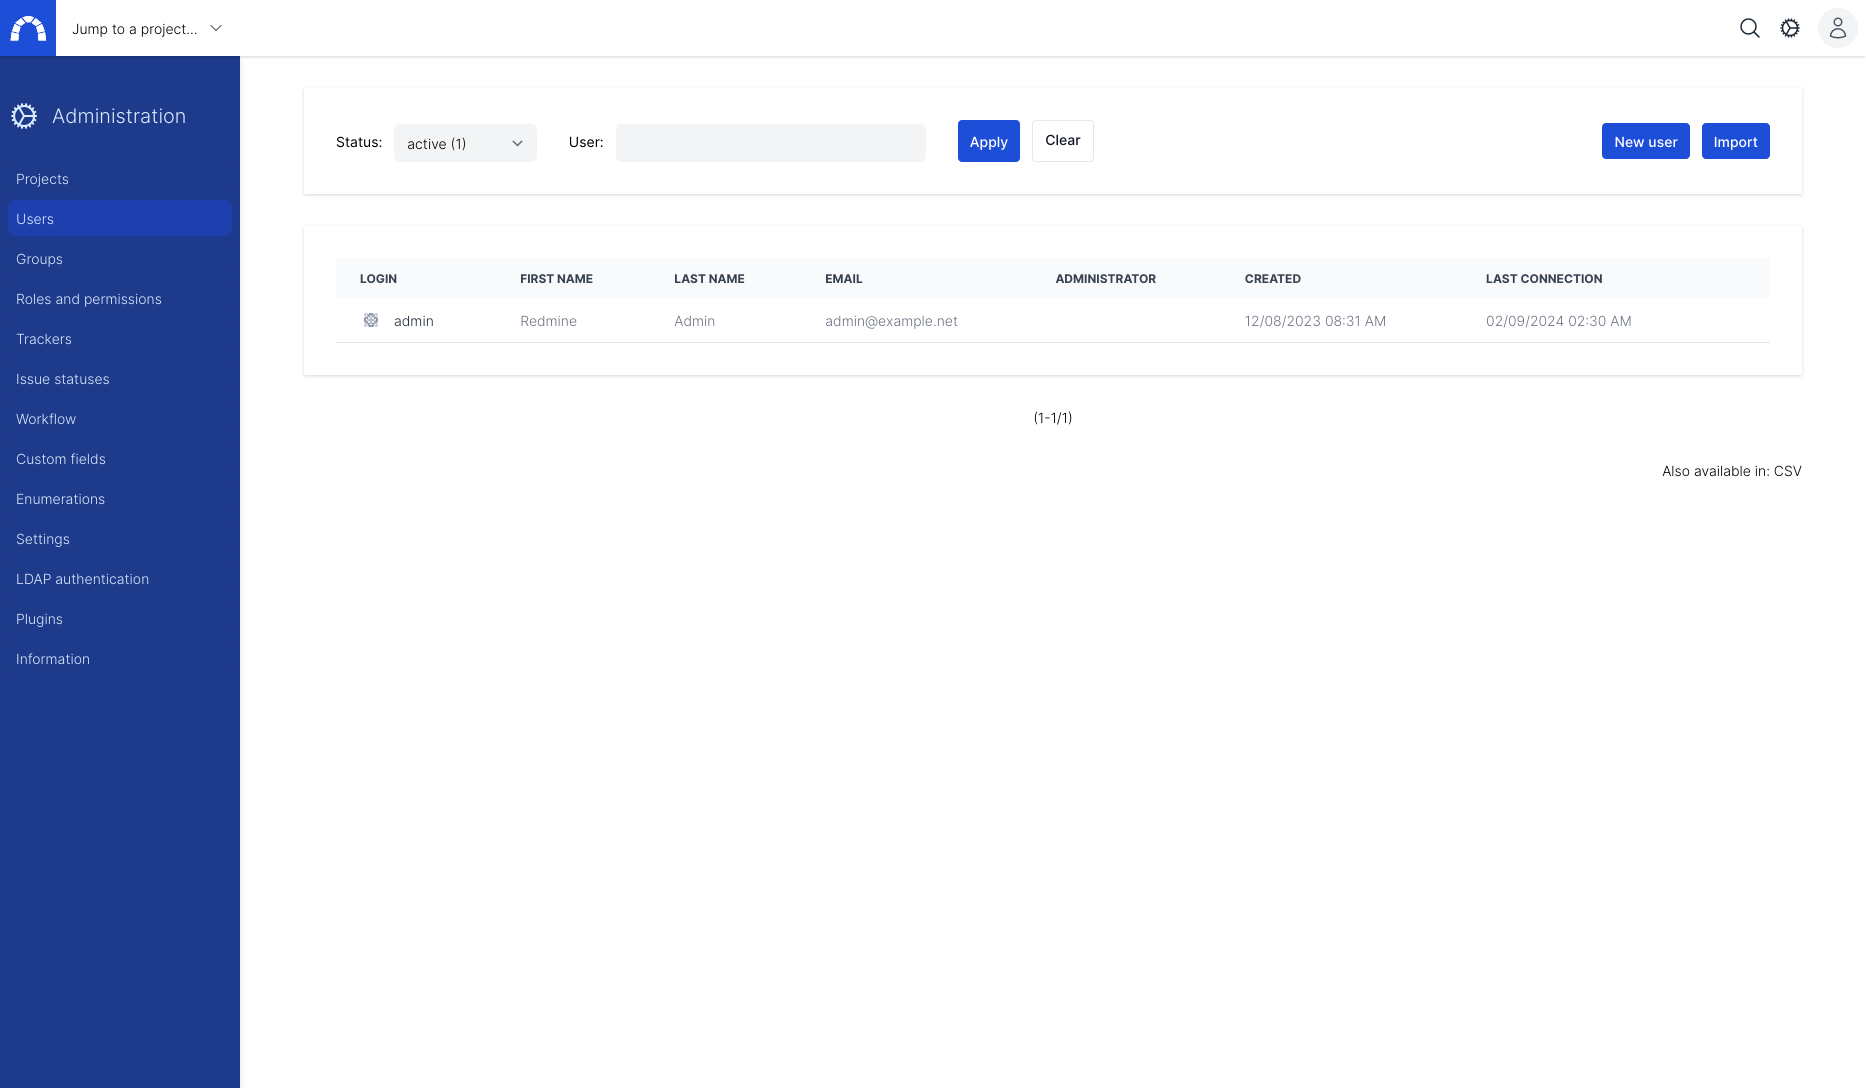 Jump to a project...
Administration
Projects
Users
Groups
Roles and permissions
Trackers
Issue statuses
Workflow
Custom fields
Enumerations
Settings
LDAP authentication
Plugins
Information
Status: active (1) User: Apply Clear New user Import
LOGIN FIRST NAME LAST NAME EMAIL ADMINISTRATOR CREATED LAST CONNECTION
admin Redmine Admin admin@example.net 12/08/2023 08:31 AM 02/09/2024 02:30 AM
(1-1/1)
Also available in: CSV